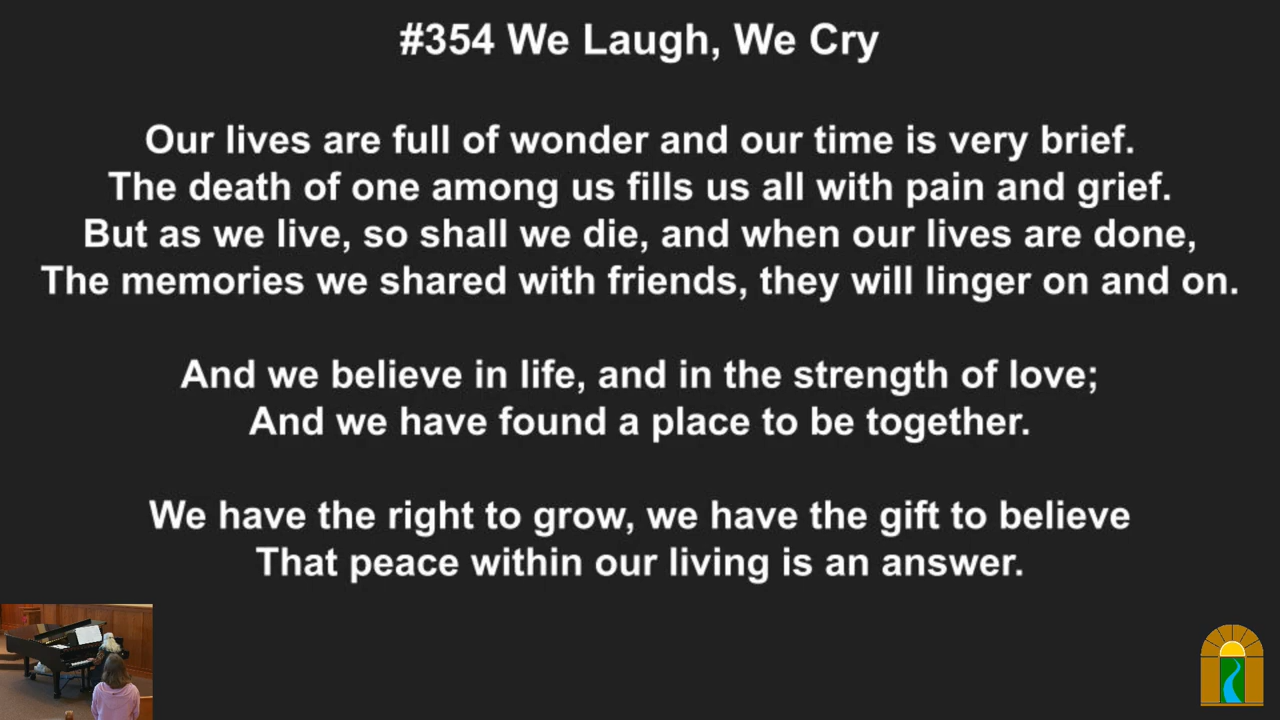 #354 We Laugh, We Cry
Our lives are full of wonder and our time is very brief.
The death of one among us fills us all with pain and grief.
But as we live, so shall we die, and when our lives are done,
The memories we shared with friends, they will linger on and on.
And we believe in life, and in the strength of love;
And we have found a place to be together.
We have the right to grow, we have the gift to believe
That peace within our living is an answer.